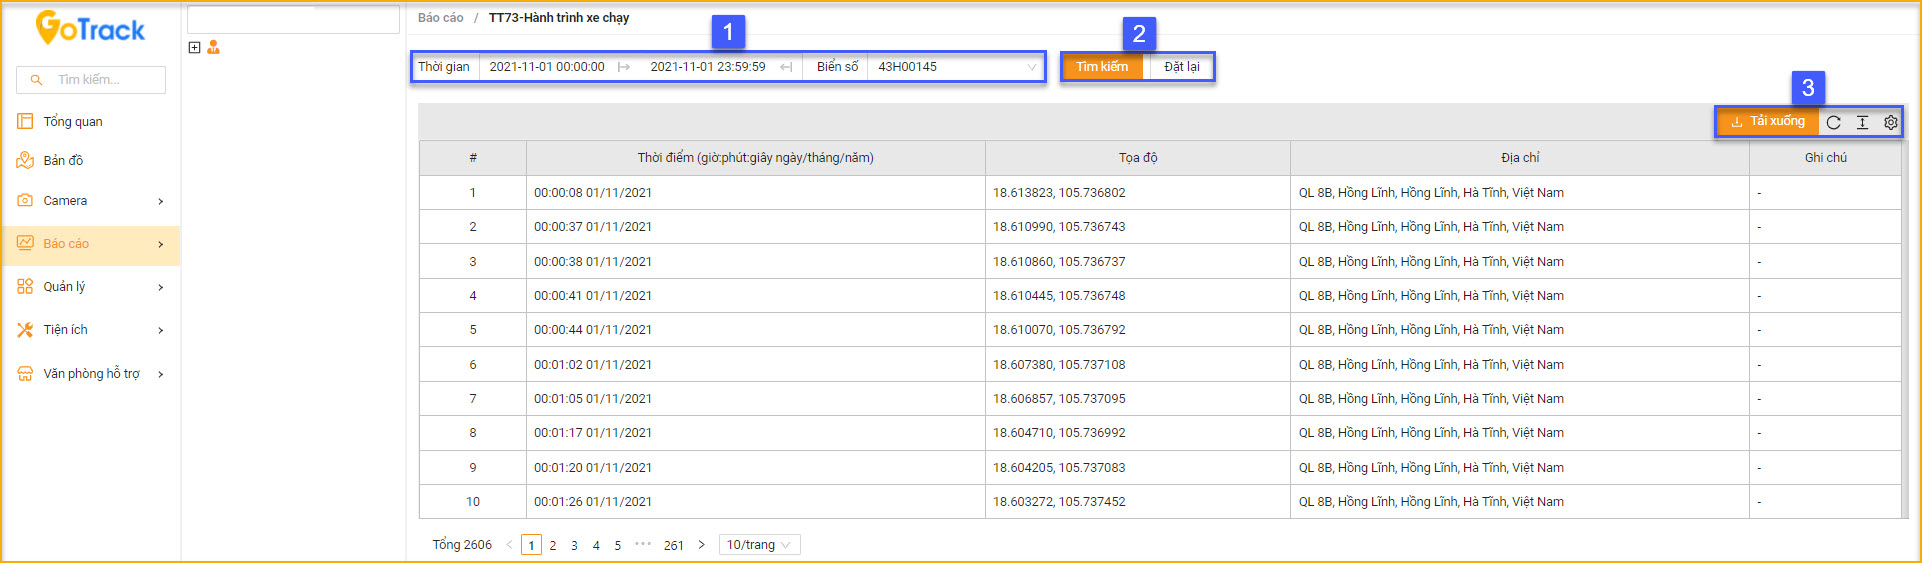 GoTrack
Tìm kiếm...
Tổng quan
Bản đồ
Camera
Báo cáo
Quản lý
Tiện ích
Văn phòng hỗ trợ
Báo cáo / TT73-Hành trình xe chạy
1
2
Thời gian 2021-11-01 00:00:00 2021-11-01 23:59:59 Biển số 43H00145 Tìm kiếm Đặt lại
3
Tải xuống
# Thời điểm (giờ:phút:giây ngày/tháng/năm) Tọa độ Địa chỉ Ghi chú
1 00:00:08 01/11/2021 18.613823, 105.736802 QL 8B, Hồng Lĩnh, Hồng Lĩnh, Hà Tĩnh, Việt Nam -
2 00:00:37 01/11/2021 18.610990, 105.736743 QL 8B, Hồng Lĩnh, Hồng Lĩnh, Hà Tĩnh, Việt Nam -
3 00:00:38 01/11/2021 18.610860, 105.736737 QL 8B, Hồng Lĩnh, Hồng Lĩnh, Hà Tĩnh, Việt Nam -
4 00:00:41 01/11/2021 18.610445, 105.736748 QL 8B, Hồng Lĩnh, Hồng Lĩnh, Hà Tĩnh, Việt Nam -
5 00:00:44 01/11/2021 18.610070, 105.736792 QL 8B, Hồng Lĩnh, Hồng Lĩnh, Hà Tĩnh, Việt Nam -
6 00:01:02 01/11/2021 18.607380, 105.737108 QL 8B, Hồng Lĩnh, Hồng Lĩnh, Hà Tĩnh, Việt Nam -
7 00:01:05 01/11/2021 18.606857, 105.737095 QL 8B, Hồng Lĩnh, Hồng Lĩnh, Hà Tĩnh, Việt Nam -
8 00:01:17 01/11/2021 18.604710, 105.736992 QL 8B, Hồng Lĩnh, Hồng Lĩnh, Hà Tĩnh, Việt Nam -
9 00:01:20 01/11/2021 18.604205, 105.737083 QL 8B, Hồng Lĩnh, Hồng Lĩnh, Hà Tĩnh, Việt Nam -
10 00:01:26 01/11/2021 18.603272, 105.737452 QL 8B, Hồng Lĩnh, Hồng Lĩnh, Hà Tĩnh, Việt Nam -
Tổng 2606 < 1 2 3 4 5 ••• 261 > 10/trang